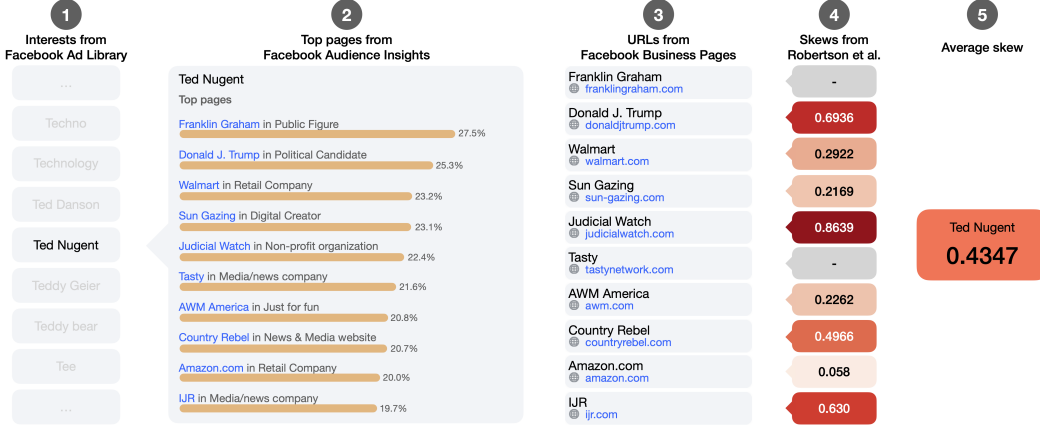 1
Interests from
Facebook Ad Library
...
Techno
Technology
Ted Danson
Ted Nugent
Teddy Geier
Teddy bear
Tee
...
2
Top pages from
Facebook Audience Insights
Ted Nugent
Top pages
Franklin Graham in Public Figure
27.5%
Donald J. Trump in Political Candidate
25.3%
Walmart in Retail Company
23.2%
Sun Gazing in Digital Creator
23.1%
Judicial Watch in Non-profit organization
22.4%
Tasty in Media/news company
21.6%
AWM America in Just for fun
20.8%
Country Rebel in News & Media website
20.7%
Amazon.com in Retail Company
20.0%
IJR in Media/news company
19.7%
3
URLs from
Facebook Business Pages
Franklin Graham
franklingraham.com
Donald J. Trump
donaldjtrump.com
Walmart
walmart.com
Sun Gazing
sun-gazing.com
Judicial Watch
judicialwatch.com
Tasty
tastynetwork.com
AWM America
awm.com
Country Rebel
countryrebel.com
Amazon.com
amazon.com
IJR
ijr.com
4
Skews from
Robertson et al.
-
0.6936
0.2922
0.2169
0.8639
-
0.2262
0.4966
0.058
0.630
5
Average skew
Ted Nugent
0.4347